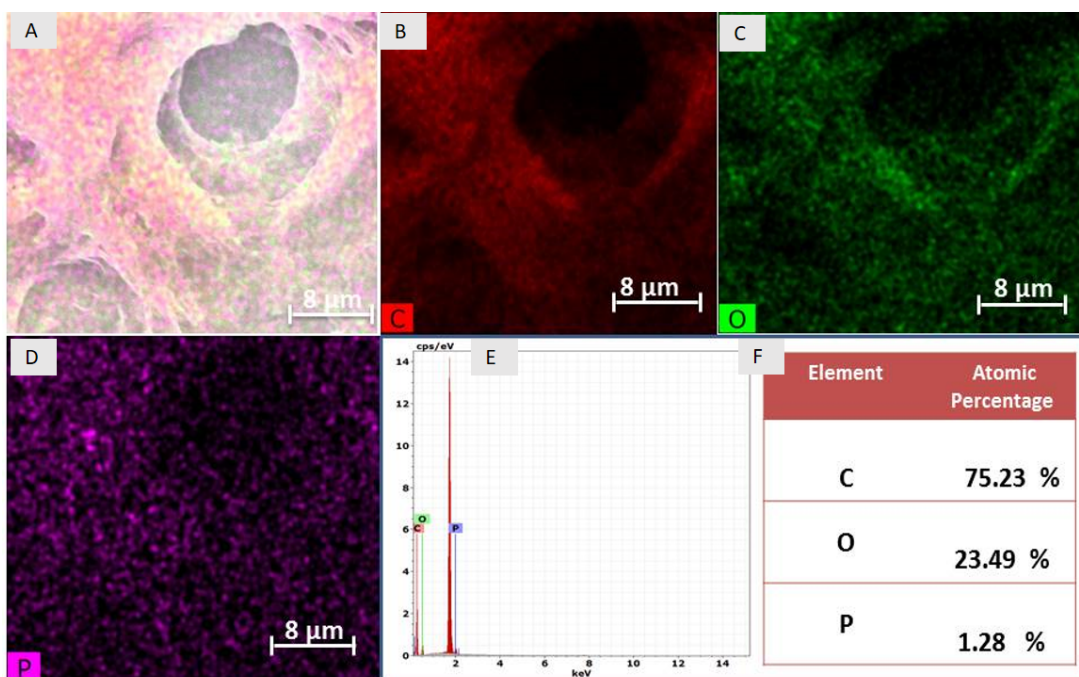 A
8 µm
B
8 µm
C
C
8 µm
O
D
8 µm
P
E
cps/eV
14
12
10
8
6
4
2
0
O
C
P
2 4 6 8 10 12 14
keV
F
Element Atomic Percentage
C 75.23 %
O 23.49 %
P 1.28 %